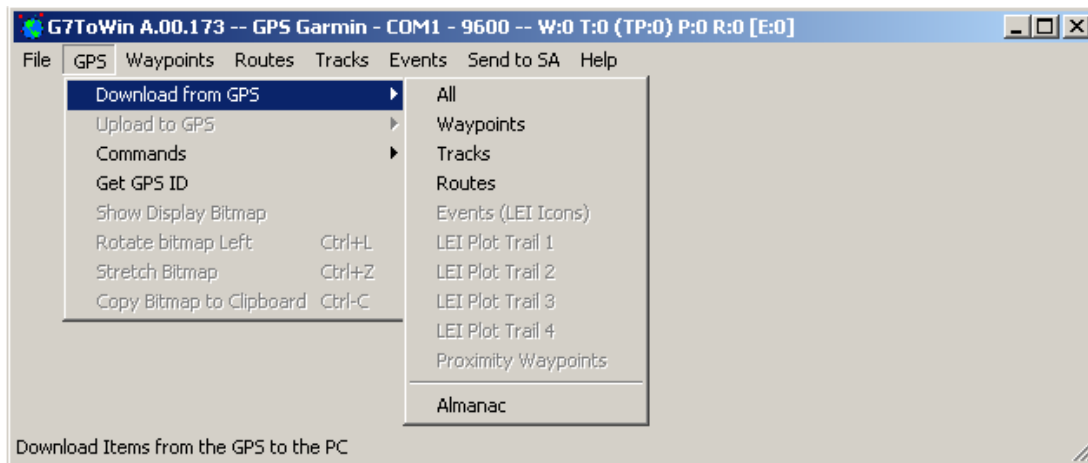 G7ToWin A.00.173 -- GPS Garmin - COM1 - 9600 -- W:0 T:0 (TP:0) P:0 R:0 [E:0]
File GPS Waypoints Routes Tracks Events Send to SA Help
Download from GPS
Upload to GPS
Commands
Get GPS ID
Show Display Bitmap
Rotate bitmap Left Ctrl+L
Stretch Bitmap Ctrl+Z
Copy Bitmap to Clipboard Ctrl-C
All
Waypoints
Tracks
Routes
Events (LEI Icons)
LEI Plot Trail 1
LEI Plot Trail 2
LEI Plot Trail 3
LEI Plot Trail 4
Proximity Waypoints
Almanac
Download Items from the GPS to the PC